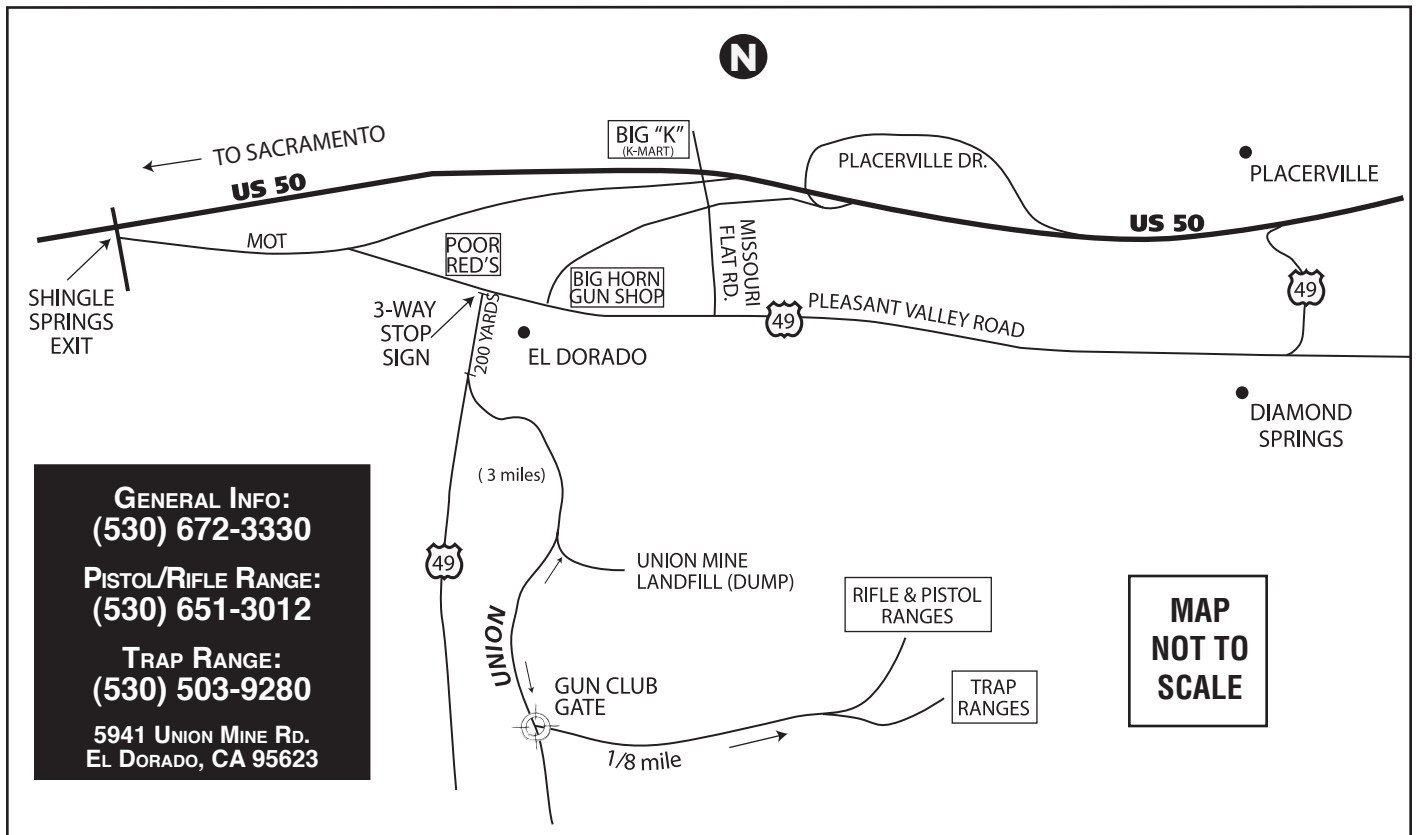 N
TO SACRAMENTO
US 50
BIG "K"
(K-MART)
PLACERVILLE DR.
PLACERVILLE
US 50
MOT
POOR
RED'S
BIG HORN
GUN SHOP
MISSOURI
FLAT RD.
SHINGLE
SPRINGS
EXIT
3-WAY
STOP
SIGN
200 YARDS
EL DORADO
49
PLEASANT VALLEY ROAD
49
DIAMOND
SPRINGS
(3 miles)
49
UNION MINE
LANDFILL (DUMP)
UNION
GUN CLUB
GATE
1/8 mile
RIFLE & PISTOL
RANGES
TRAP
RANGES
MAP
NOT TO
SCALE
GENERAL INFO:
(530) 672-3330
PISTOL/RIFLE RANGE:
(530) 651-3012
TRAP RANGE:
(530) 503-9280
5941 UNION MINE RD.
EL DORADO, CA 95623